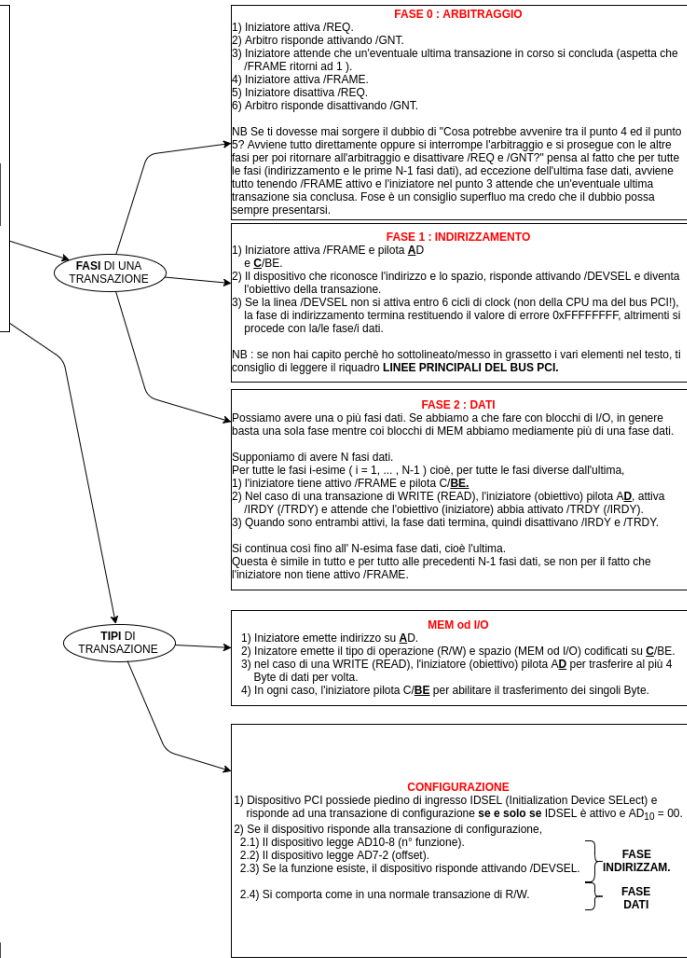 FASE 0 : ARBITRAGGIO
1) Iniziatore attiva /REQ.
2) Arbitro risponde attivando /GNT.
3) Iniziatore attende che un'eventuale ultima transazione in corso si concluda (aspetta che
/FRAME ritorni ad 1 ).
4) Iniziatore attiva /FRAME.
5) Iniziatore disattiva /REQ.
6) Arbitro risponde disattivando /GNT.
NB Se ti dovesse mai sorgere il dubbio di "Cosa potrebbe avvenire tra il punto 4 ed il punto
5? Avviene tutto direttamente oppure si interrompe l'arbitraggio e si prosegue con le altre
fasi per poi ritornare all'arbitraggio e disattivare /REQ e /GNT?" pensa al fatto che per tutte
le fasi (indirizzamento e le prime N-1 fasi dati), ad eccezione dell'ultima fase dati, avviene
tutto tenendo /FRAME attivo e l'iniziatore nel punto 3 attende che un'eventuale ultima
transazione sia conclusa. Fose è un consiglio superfluo ma credo che il dubbio possa
sempre presentarsi.
FASE 1 : INDIRIZZAMENTO
1) Iniziatore attiva /FRAME e pilota AD
e C/BE.
2) Il dispositivo che riconosce l'indirizzo e lo spazio, risponde attivando /DEVSEL e diventa
l'obiettivo della transazione.
3) Se la linea /DEVSEL non si attiva entro 6 cicli di clock (non della CPU ma del bus PCI!),
la fase di indirizzamento termina restituendo il valore di errore 0xFFFFFFFF, altrimenti si
procede con la/le fase/i dati.
NB : se non hai capito perchè ho sottolineato/messo in grassetto i vari elementi nel testo, ti
consiglio di leggere il riquadro LINEE PRINCIPALI DEL BUS PCI.
FASI DI UNA
TRANSAZIONE
FASE 2 : DATI
Possiamo avere una o più fasi dati. Se abbiamo a che fare con blocchi di I/O, in genere
basta una sola fase mentre coi blocchi di MEM abbiamo mediamente più di una fase dati.
Supponiamo di avere N fasi dati.
Per tutte le fasi i-esime ( i = 1, ... , N-1 ) cioè, per tutte le fasi diverse dall'ultima,
1) l'iniziatore tiene attivo /FRAME e pilota C/BE.
2) Nel caso di una transazione di WRITE (READ), l'iniziatore (obiettivo) pilota AD, attiva
/IRDY (/TRDY) e attende che l'obiettivo (iniziatore) abbia attivato /TRDY (/IRDY).
3) Quando sono entrambi attivi, la fase dati termina, quindi disattivano /IRDY e /TRDY.
Si continua così fino all' N-esima fase dati, cioè l'ultima.
Questa è simile in tutto e per tutto alle precedenti N-1 fasi dati, se non per il fatto che
l'iniziatore non tiene attivo /FRAME.
TIPI DI
TRANSAZIONE
MEM od I/O
1) Iniziatore emette indirizzo su AD.
2) Inizatore emette il tipo di operazione (R/W) e spazio (MEM od I/O) codificati su C/BE.
3) nel caso di una WRITE (READ), l'iniziatore (obiettivo) pilota AD per trasferire al più 4
Byte di dati per volta.
4) In ogni caso, l'iniziatore pilota C/BE per abilitare il trasferimento dei singoli Byte.
CONFIGURAZIONE
1) Dispositivo PCI possiede piedino di ingresso IDSEL (Initialization Device SELect) e
risponde ad una transazione di configurazione se e solo se IDSEL è attivo e AD10 = 00.
2) Se il dispositivo risponde alla transazione di configurazione,
2.1) Il dispositivo legge AD10-8 (n° funzione).
2.2) Il dispositivo legge AD7-2 (offset).
2.3) Se la funzione esiste, il dispositivo risponde attivando /DEVSEL.
FASE
INDIRIZZAM.
2.4) Si comporta come in una normale transazione di R/W.
FASE
DATI